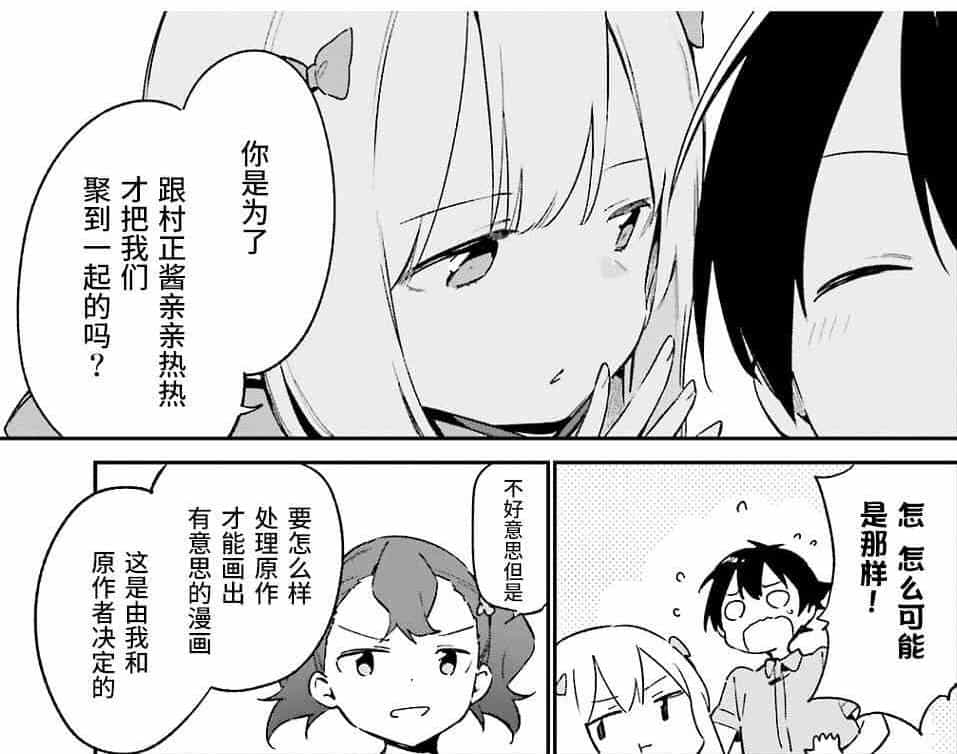 你是为了
跟村正酱亲亲热热
才把我们
聚到一起的吗？
怎 怎么可能
是那样！
不好意思但是
要怎么样
处理原作
才能画出
有意思的漫画
这是由我和
原作者决定的